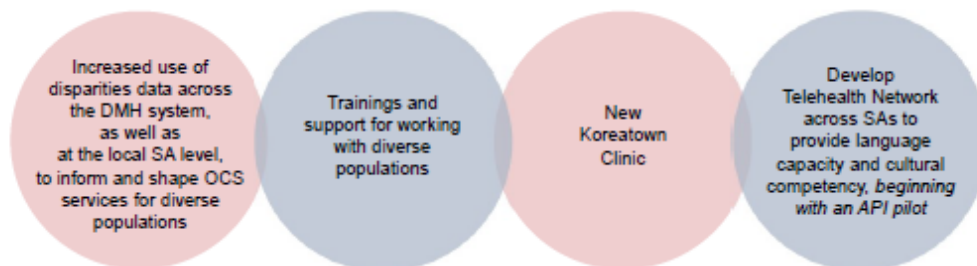 Increased use of
disparities data across
the DMH system,
as well as
at the local SA level,
to inform and shape OCS
services for diverse
populations
Trainings and
support for working
with diverse
populations
New
Koreatown
Clinic
Develop
Telehealth Network
across SAs to
provide language
capacity and cultural
competency, beginning
with an API pilot